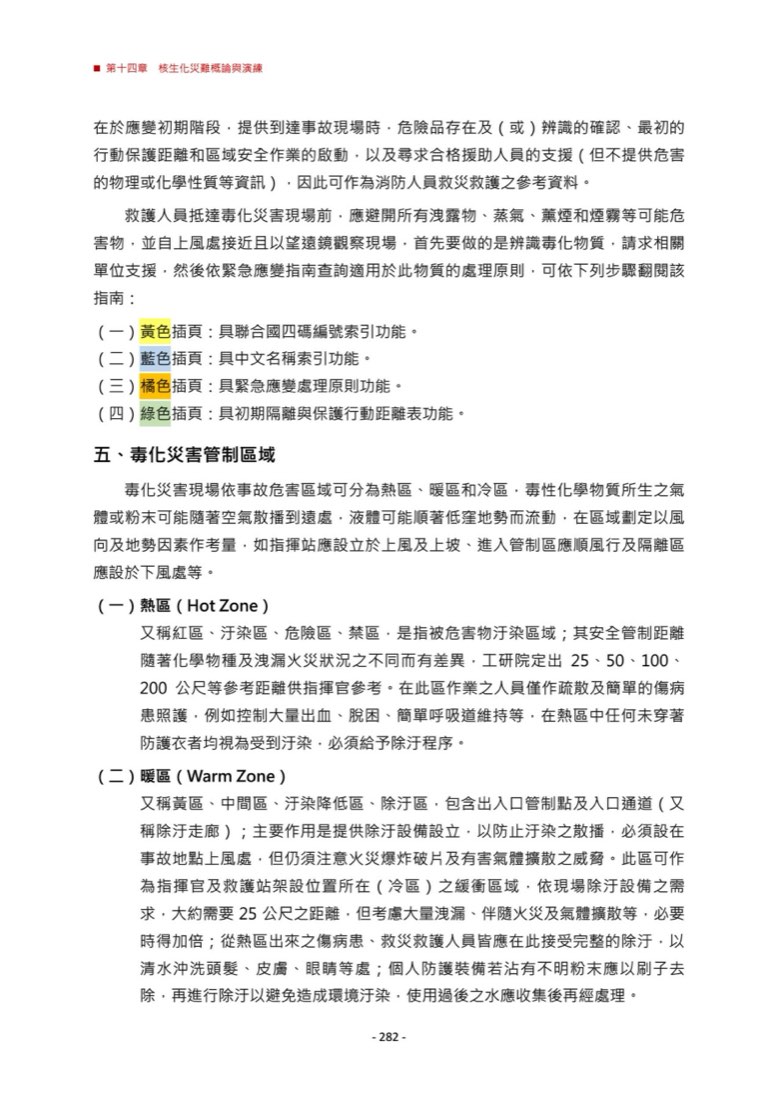 ■ 第十四章　核生化災難概論與演練
在於應變初期階段，提供到達事故現場時，危險品存在及（或）辨識的確認、最初的
行動保護距離和區域安全作業的啟動，以及尋求合格援助人員的支援（但不提供危害
的物理或化學性質等資訊），因此可作為消防人員救災救護之參考資料。
救護人員抵達毒化災害現場前，應避開所有洩露物、蒸氣、薰煙和煙霧等可能危
害物，並自上風處接近且以望遠鏡觀察現場，首先要做的是辨識毒化物質，請求相關
單位支援，然後依緊急應變指南查詢適用於此物質的處理原則，可依下列步驟翻閱該
指南：
（一）黃色插頁：具聯合國四碼編號索引功能。
（二）藍色插頁：具中文名稱索引功能。
（三）橘色插頁：具緊急應變處理原則功能。
（四）綠色插頁：具初期隔離與保護行動距離表功能。
五、毒化災害管制區域
毒化災害現場依事故危害區域可分為熱區、暖區和冷區，毒性化學物質所生之氣
體或粉末可能隨著空氣散播到遠處，液體可能順著低窪地勢而流動，在區域劃定以風
向及地勢因素作考量，如指揮站應設立於上風及上坡、進入管制區應順風行及隔離區
應設於下風處等。
（一）熱區（Hot Zone）
又稱紅區、汙染區、危險區、禁區，是指被危害物汙染區域；其安全管制距離
隨著化學物種及洩漏火災狀況之不同而有差異，工研院定出 25、50、100、
200 公尺等參考距離供指揮官參考。在此區作業之人員僅作疏散及簡單的傷病
患照護，例如控制大量出血、脫困、簡單呼吸道維持等，在熱區中任何未穿著
防護衣者均視為受到汙染，必須給予除汙程序。
（二）暖區（Warm Zone）
又稱黃區、中間區、汙染降低區、除汙區，包含出入口管制點及入口通道（又
稱除汙走廊）；主要作用是提供除汙設備設立，以防止汙染之散播，必須設在
事故地點上風處，但仍須注意火災爆炸破片及有害氣體擴散之威脅。此區可作
為指揮官及救護站架設位置所在（冷區）之緩衝區域，依現場除汙設備之需
求，大約需要 25 公尺之距離，但考慮大量洩漏、伴隨火災及氣體擴散等，必要
時得加倍；從熱區出來之傷病患、救災救護人員皆應在此接受完整的除汙，以
清水沖洗頭髮、皮膚、眼睛等處；個人防護裝備若沾有不明粉末應以刷子去
除，再進行除汙以避免造成環境汙染，使用過後之水應收集後再經處理。
- 282 -